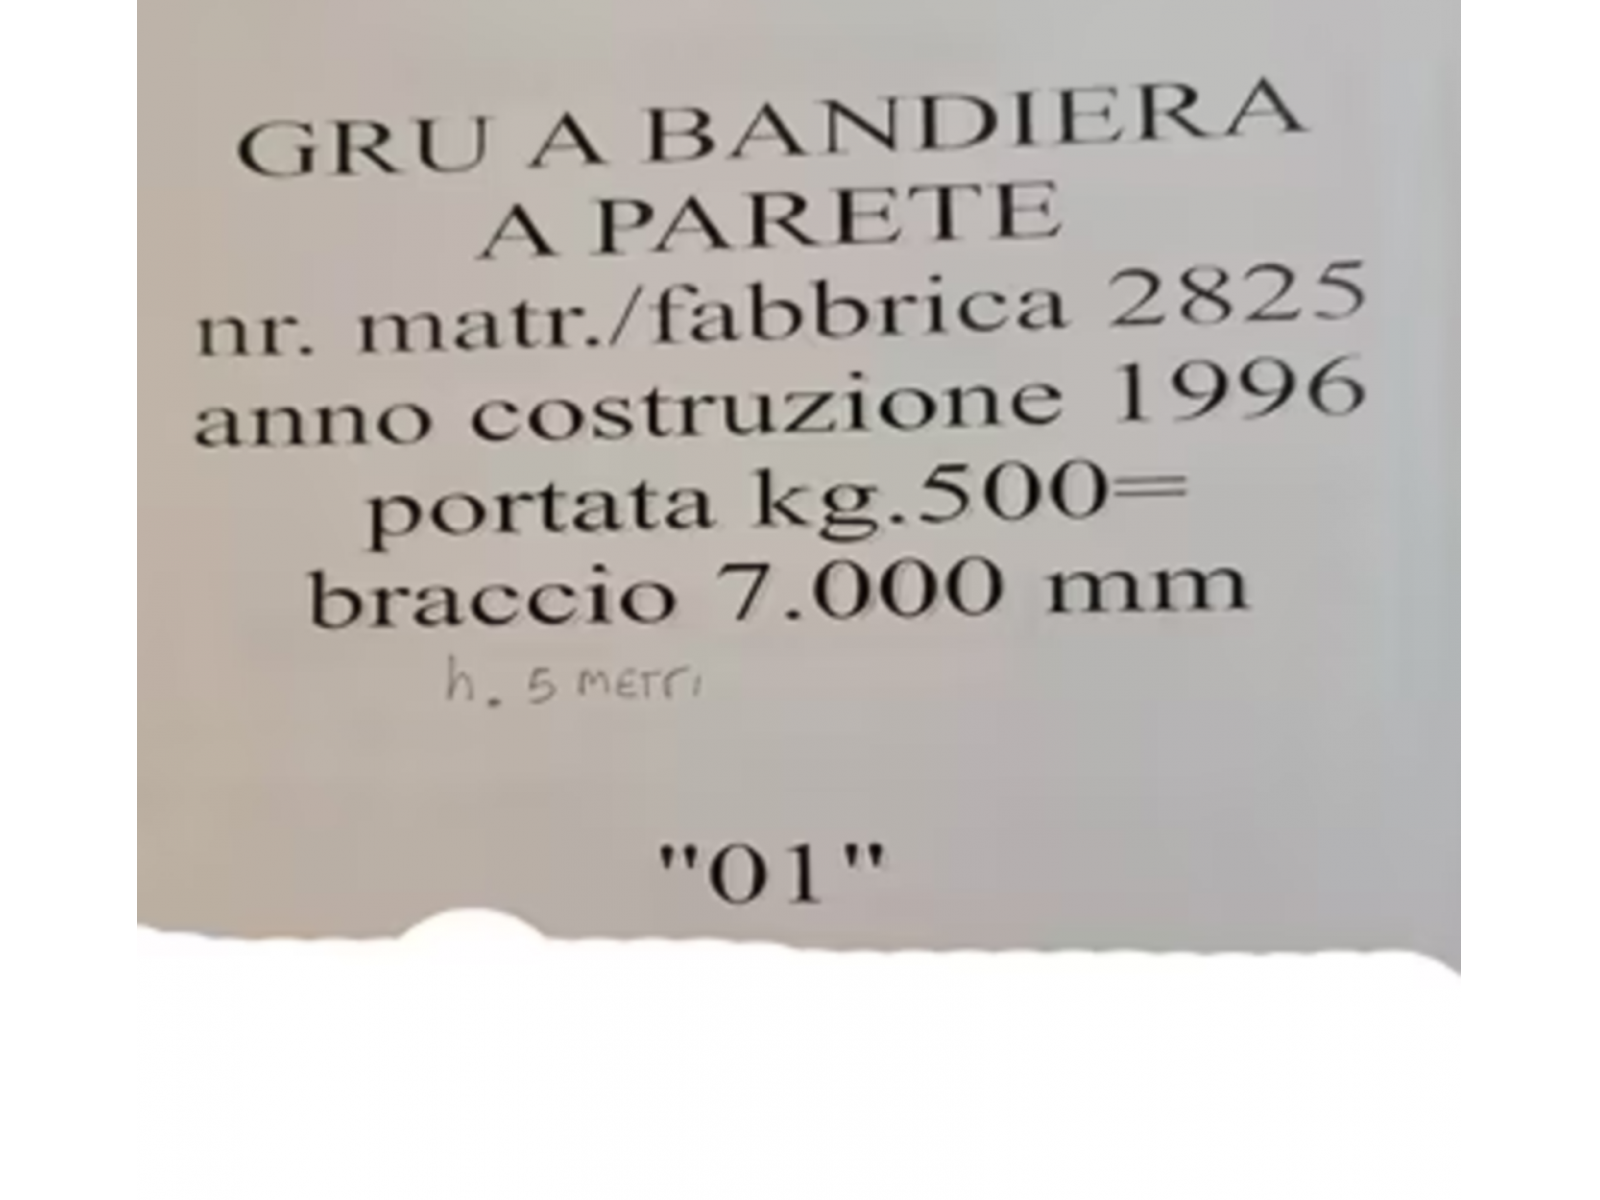 GRU A BANDIERA
A PARETE
nr. matr./fabbrica 2825
anno costruzione 1996
portata kg.500=
braccio 7.000 mm
h. 5 METRI
"01"